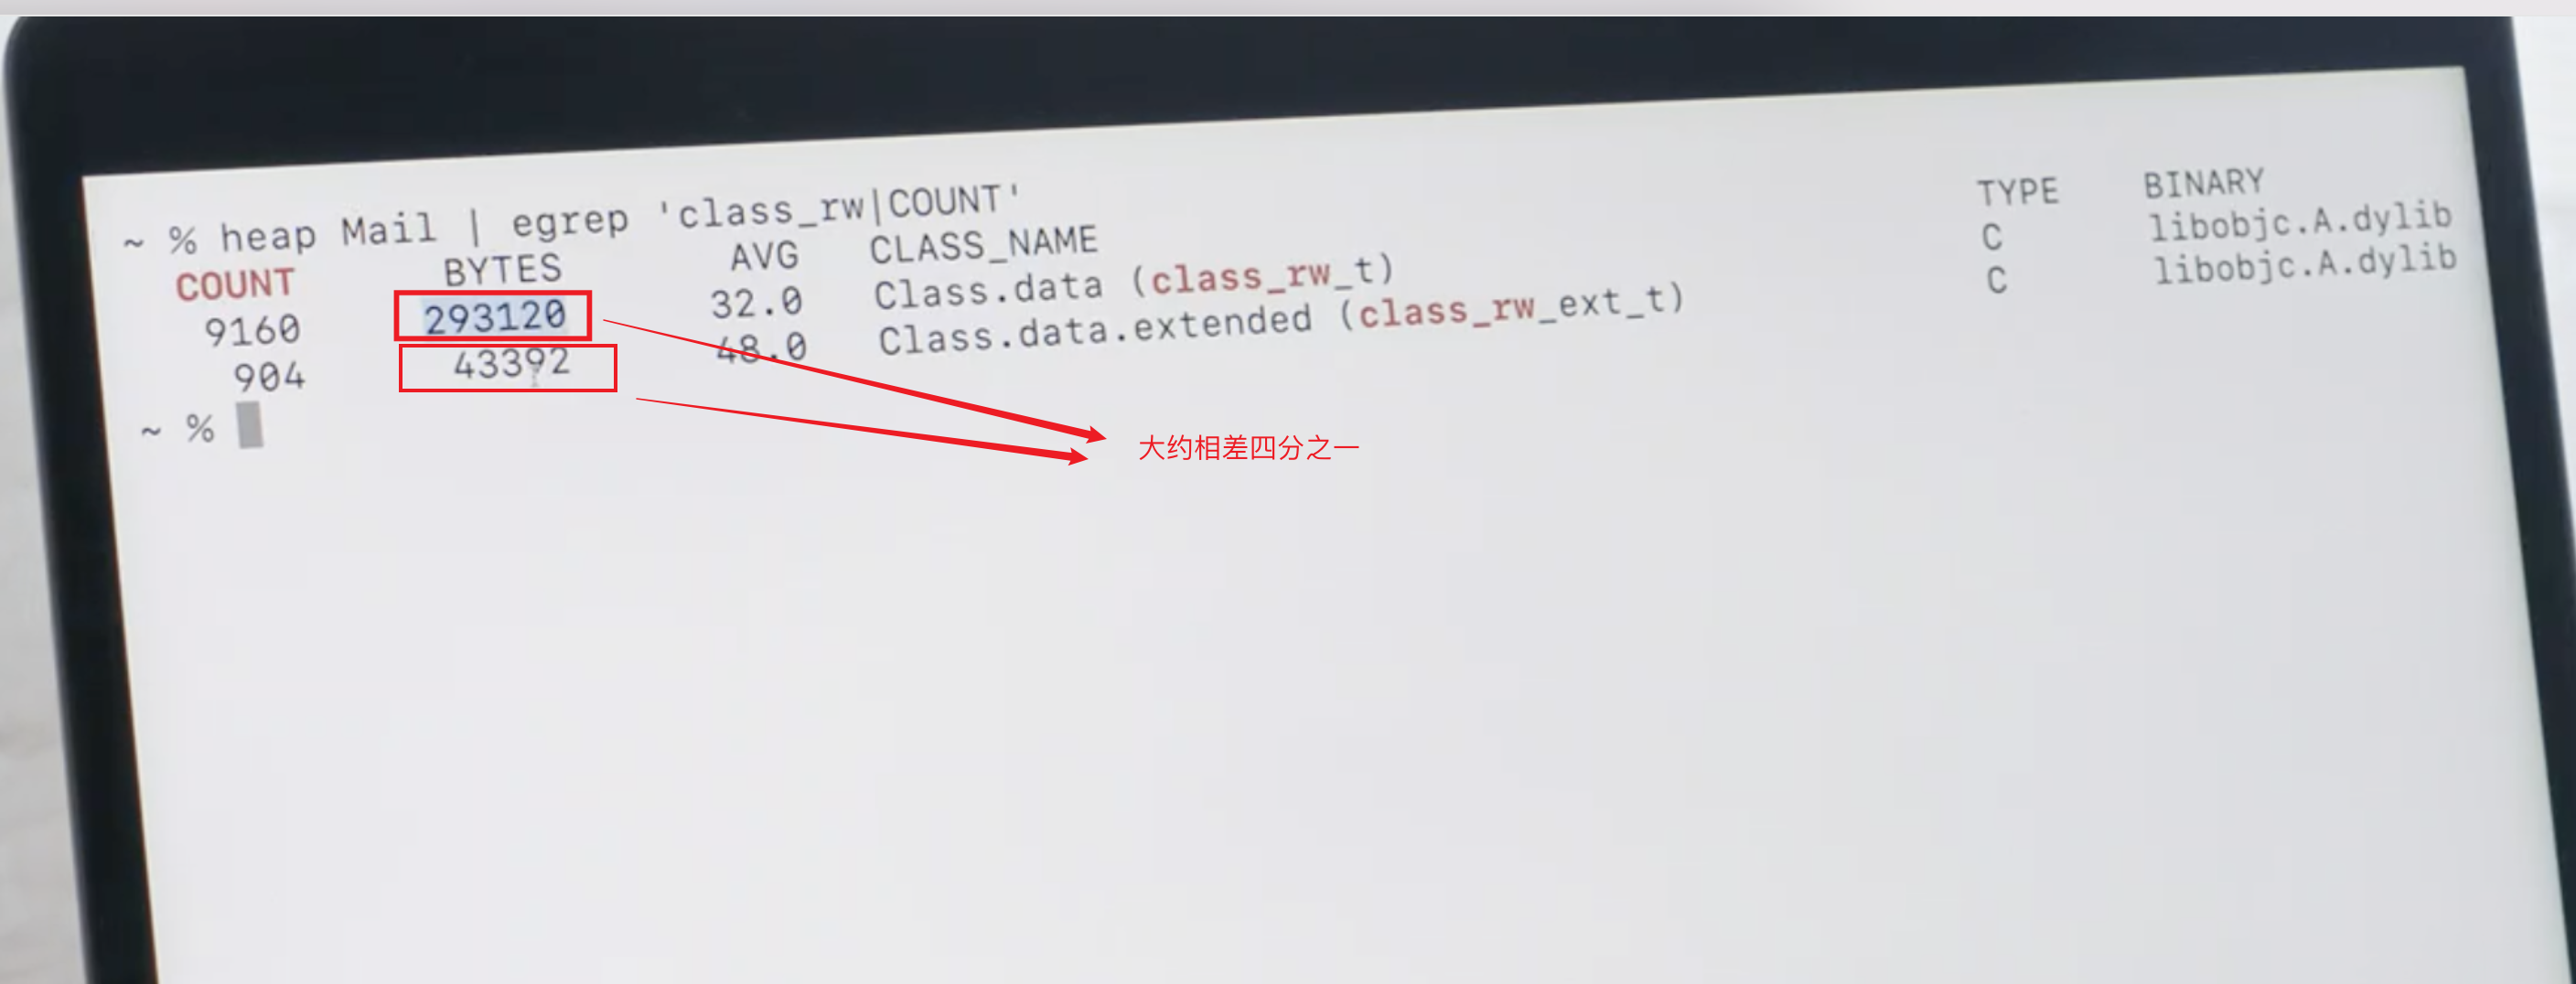 ~ % heap Mail | egrep 'class_rw|COUNT'
COUNT BYTES AVG CLASS_NAME TYPE BINARY
9160 293120 32.0 Class.data (class_rw_t) C libobjc.A.dylib
904 43392 48.0 Class.data.extended (class_rw_ext_t) C libobjc.A.dylib
~ %
大约相差四分之一